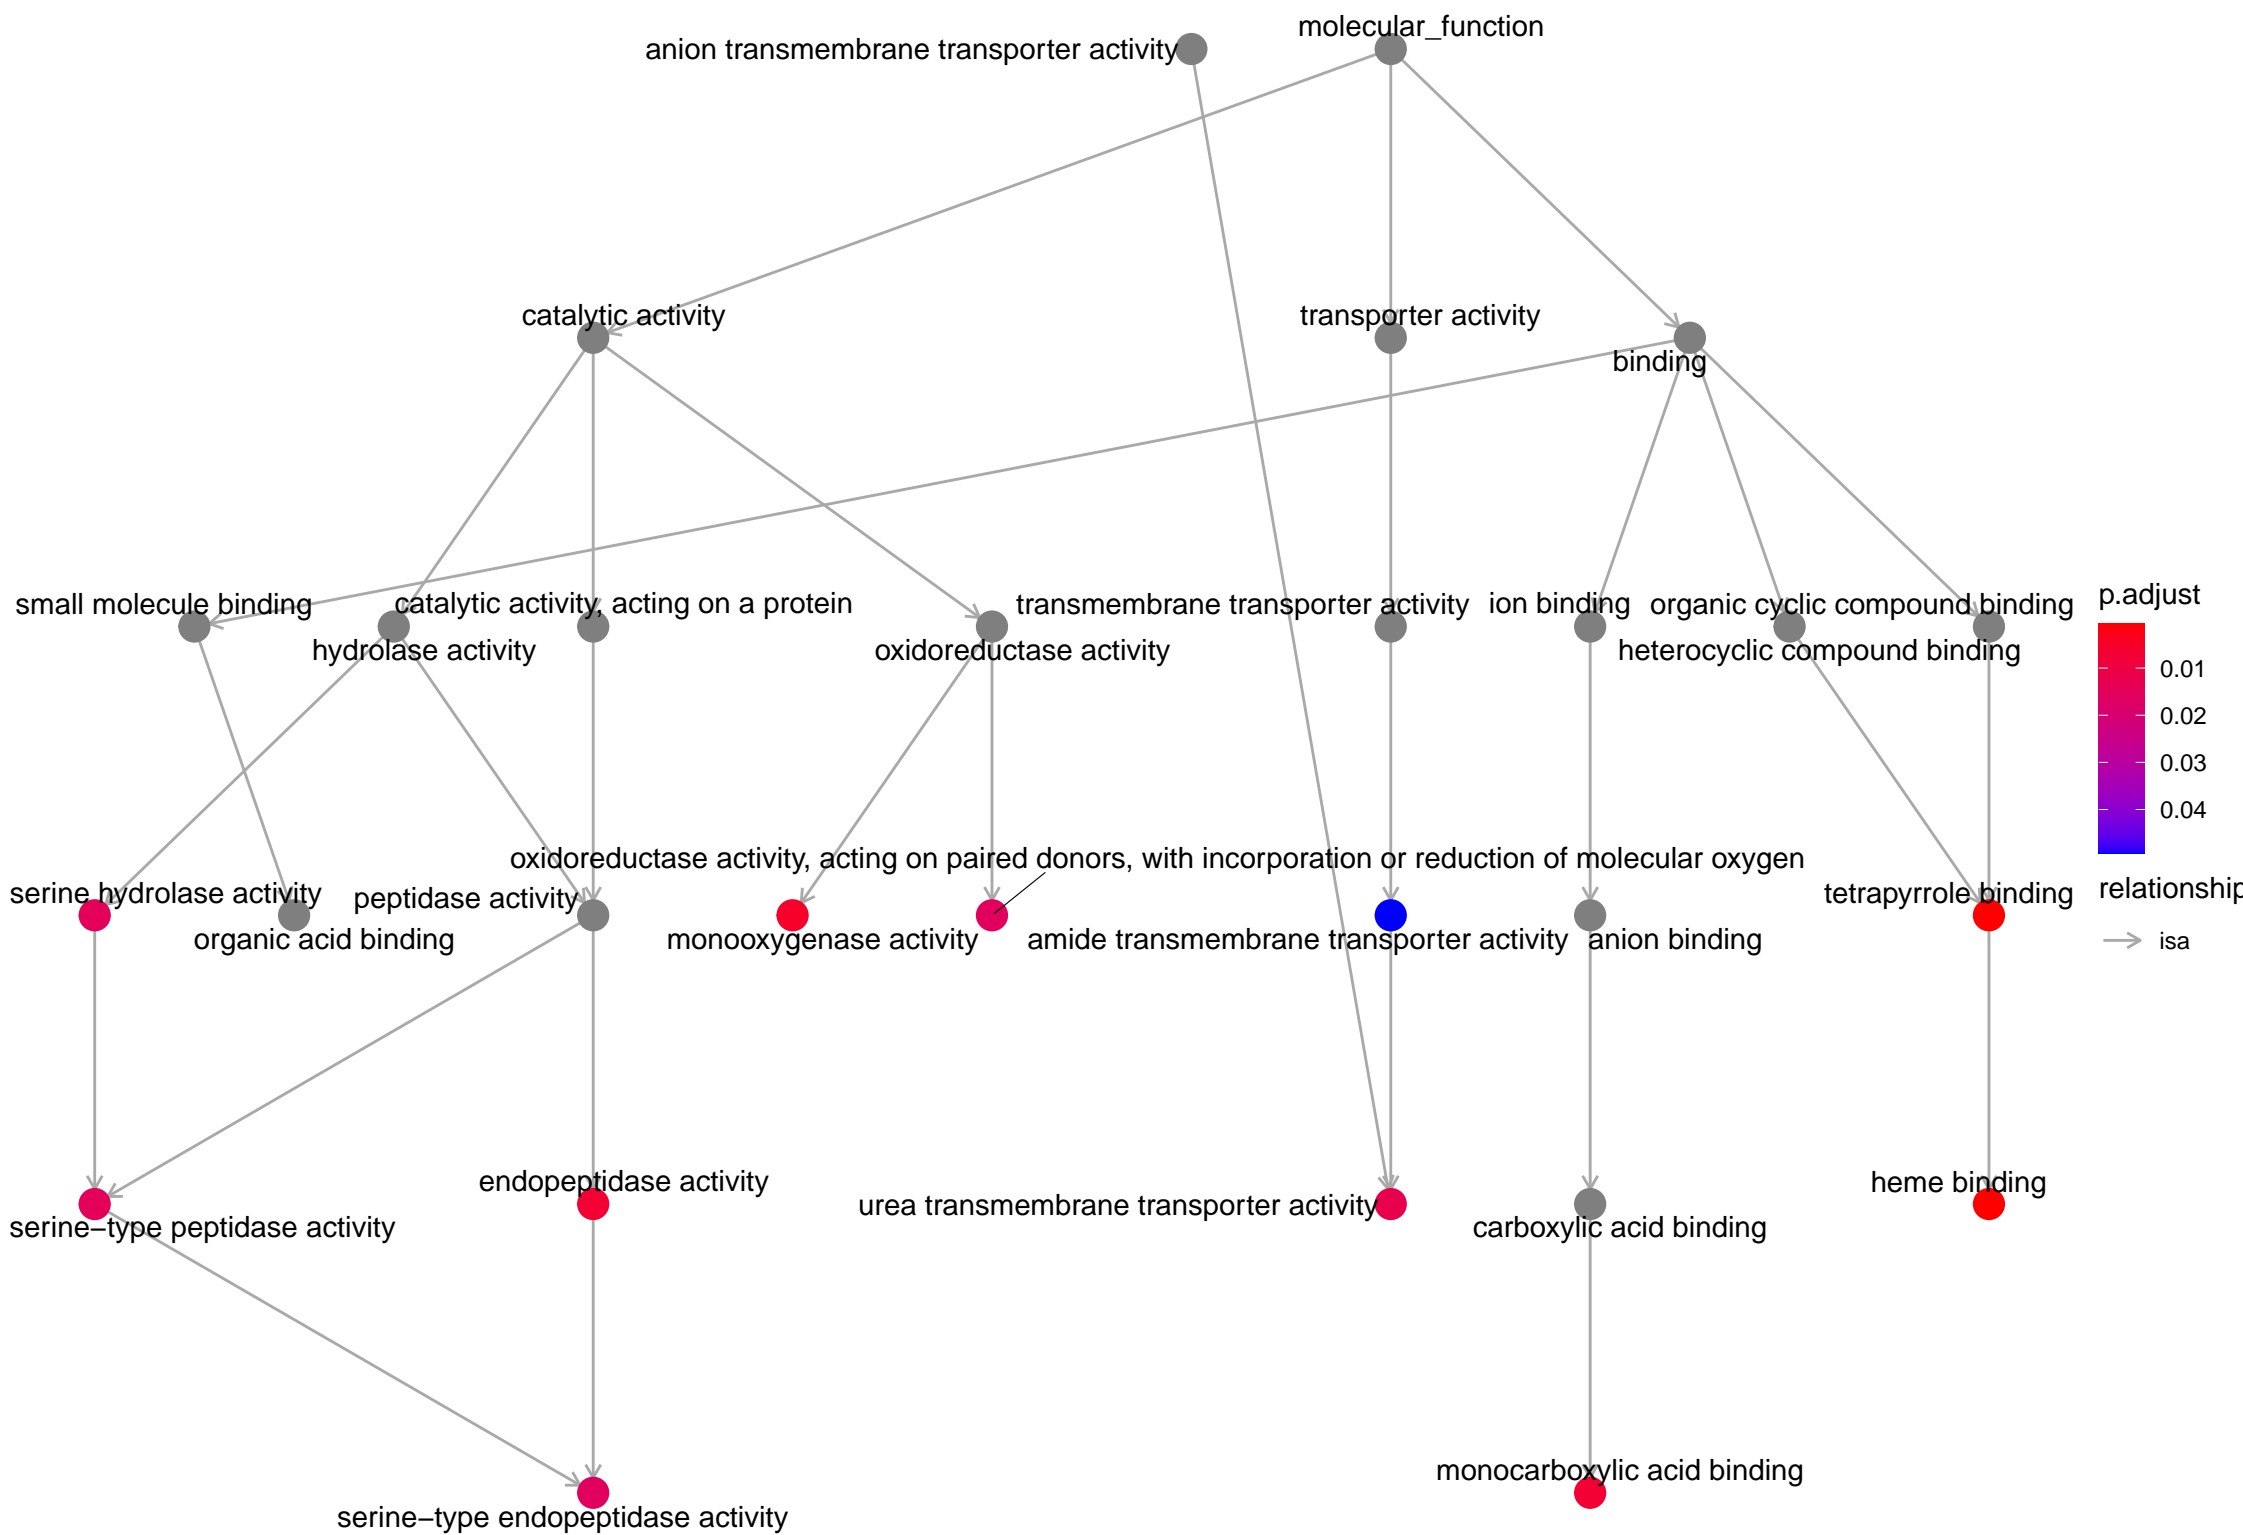 molecular_function
anion transmembrane transporter activity
catalytic activity
transporter activity
binding
small molecule binding
catalytic activity, acting on a protein
transmembrane transporter activity
ion binding
organic cyclic compound binding
hydrolase activity
oxidoreductase activity
heterocyclic compound binding
p.adjust
0.01
0.02
0.03
0.04
relationship
isa
oxidoreductase activity, acting on paired donors, with incorporation or reduction of molecular oxygen
serine hydrolase activity
peptidase activity
tetrapyrrole binding
organic acid binding
monooxygenase activity
amide transmembrane transporter activity
anion binding
endopeptidase activity
heme binding
urea transmembrane transporter activity
serine−type peptidase activity
carboxylic acid binding
monocarboxylic acid binding
serine−type endopeptidase activity